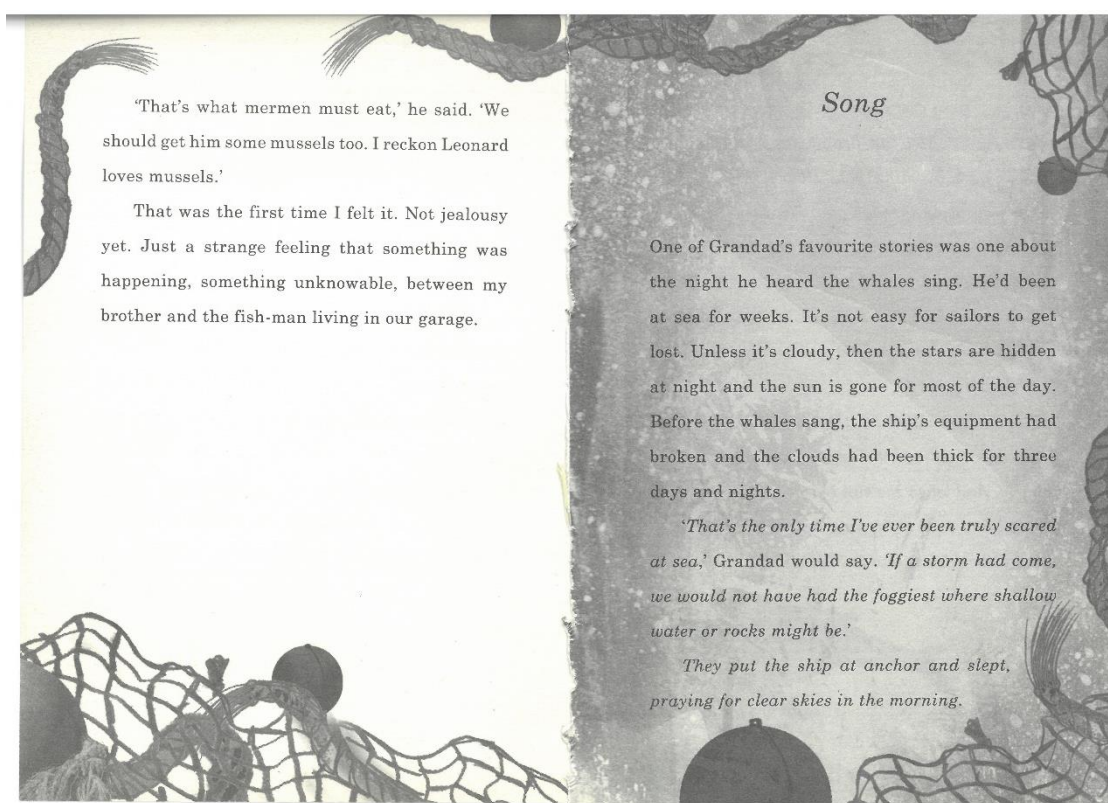 ‘That’s what mermen must eat,’ he said. ‘We
should get him some mussels too. I reckon Leonard
loves mussels.’
That was the first time I felt it. Not jealousy
yet. Just a strange feeling that something was
happening, something unknowable, between my
brother and the fish-man living in our garage.
Song
One of Grandad’s favourite stories was one about
the night he heard the whales sing. He’d been
at sea for weeks. It’s not easy for sailors to get
lost. Unless it’s cloudy, then the stars are hidden
at night and the sun is gone for most of the day.
Before the whales sang, the ship’s equipment had
broken and the clouds had been thick for three
days and nights.
‘That’s the only time I’ve ever been truly scared
at sea,’ Grandad would say. ‘If a storm had come,
we would not have had the foggiest where shallow
water or rocks might be.’
They put the ship at anchor and slept,
praying for clear skies in the morning.